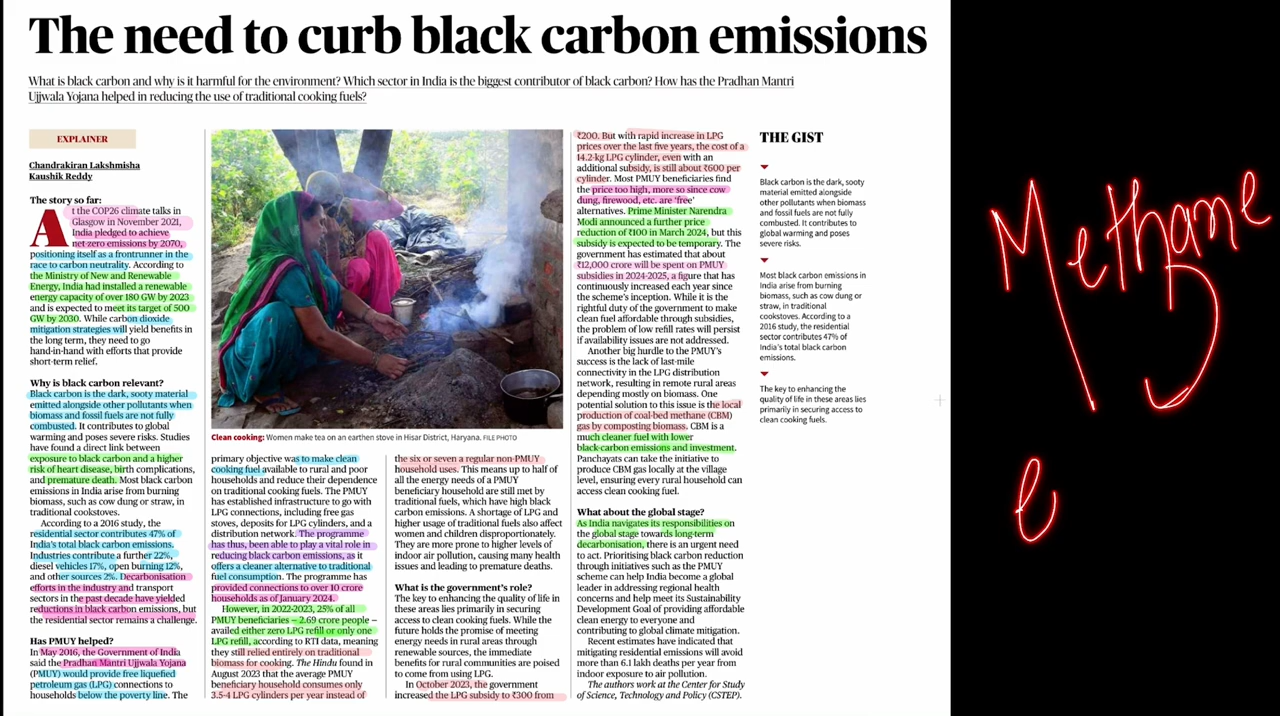 The need to curb black carbon emissions
What is black carbon and why is it harmful for the environment? Which sector in India is the biggest contributor of black carbon? How has the Pradhan Mantri
Ujjwala Yojana helped in reducing the use of traditional cooking fuels?
EXPLAINER
Chandrakiran Lakshmisha
Kaushik Reddy
The story so far:
At the COP26 climate talks in
Glasgow in November 2021,
India pledged to achieve
net-zero emissions by 2070,
positioning itself as a frontrunner in the
race to carbon neutrality. According to
the Ministry of New and Renewable
Energy, India had installed a renewable
energy capacity of over 180 GW by 2023
and is expected to meet its target of 500
GW by 2030. While carbon dioxide
mitigation strategies will yield benefits in
the long term, they need to go
hand-in-hand with efforts that provide
short-term relief.
Why is black carbon relevant?
Black carbon is the dark, sooty material
emitted alongside other pollutants when
biomass and fossil fuels are not fully
combusted. It contributes to global
warming and poses severe risks. Studies
have found a direct link between
exposure to black carbon and a higher
risk of heart disease, birth complications,
and premature death. Most black carbon
emissions in India arise from burning
biomass, such as cow dung or straw, in
traditional cookstoves.
According to a 2016 study, the
residential sector contributes 47% of
India's total black carbon emissions.
Industries contribute a further 22%,
diesel vehicles 17%, open burning 12%,
and other sources 2%. Decarbonisation
efforts in the industry and transport
sectors in the past decade have yielded
reductions in black carbon emissions, but
the residential sector remains a challenge.
Has PMUY helped?
In May 2016, the Government of India
said the Pradhan Mantri Ujjwala Yojana
(PMUY) would provide free liquefied
petroleum gas (LPG) connections to
households below the poverty line. The
Clean cooking: Women make tea on an earthen stove in Hisar District, Haryana. FILE PHOTO
primary objective was to make clean
cooking fuel available to rural and poor
households and reduce their dependence
on traditional cooking fuels. The PMUY
has established infrastructure to go with
LPG connections, including free gas
stoves, deposits for LPG cylinders, and a
distribution network. The programme
has thus, been able to play a vital role in
reducing black carbon emissions, as it
offers a cleaner alternative to traditional
fuel consumption. The programme has
provided connections to over 10 crore
households as of January 2024.
However, in 2022-2023, 25% of all
PMUY beneficiaries – 2.69 crore people –
availed either zero LPG refill or only one
LPG refill, according to RTI data, meaning
they still relied entirely on traditional
biomass for cooking. The Hindu found in
August 2023 that the average PMUY
beneficiary household consumes only
3.5-4 LPG cylinders per year instead of
the six or seven a regular non-PMUY
household uses. This means up to half of
all the energy needs of a PMUY
beneficiary household are still met by
traditional fuels, which have high black
carbon emissions. A shortage of LPG and
higher usage of traditional fuels also affect
women and children disproportionately.
They are more prone to higher levels of
indoor air pollution, causing many health
issues and leading to premature deaths.
What is the government's role?
The key to enhancing the quality of life in
these areas lies primarily in securing
access to clean cooking fuels. While the
future holds the promise of meeting
energy needs in rural areas through
renewable sources, the immediate
benefits for rural communities are poised
to come from using LPG.
In October 2023, the government
increased the LPG subsidy to ₹300 from
₹200. But with rapid increase in LPG
prices over the last five years, the cost of a
14.2-kg LPG cylinder, even with an
additional subsidy, is still about ₹600 per
cylinder. Most PMUY beneficiaries find
the price too high, more so since cow
dung, firewood, etc. are 'free'
alternatives. Prime Minister Narendra
Modi announced a further price
reduction of ₹100 in March 2024, but this
subsidy is expected to be temporary. The
government has estimated that about
₹12,000 crore will be spent on PMUY
subsidies in 2024-2025, a figure that has
continuously increased each year since
the scheme's inception. While it is the
rightful duty of the government to make
clean fuel affordable through subsidies,
the problem of low refill rates will persist
if availability issues are not addressed.
Another big hurdle to the PMUY's
success is the lack of last-mile
connectivity in the LPG distribution
network, resulting in remote rural areas
depending mostly on biomass. One
potential solution to this issue is the local
production of coal-bed methane (CBM)
gas by composting biomass. CBM is a
much cleaner fuel with lower
black-carbon emissions and investment.
Panchayats can take the initiative to
produce CBM gas locally at the village
level, ensuring every rural household can
access clean cooking fuel.
What about the global stage?
As India navigates its responsibilities on
the global stage towards long-term
decarbonisation, there is an urgent need
to act. Prioritising black carbon reduction
through initiatives such as the PMUY
scheme can help India become a global
leader in addressing regional health
concerns and help meet its Sustainability
Development Goal of providing affordable
clean energy to everyone and
contributing to global climate mitigation.
Recent estimates have indicated that
mitigating residential emissions will avoid
more than 6.1 lakh deaths per year from
indoor exposure to air pollution.
The authors work at the Center for Study
of Science, Technology and Policy (CSTEP).
THE GIST
Black carbon is the dark, sooty
material emitted alongside
other pollutants when biomass
and fossil fuels are not fully
combusted. It contributes to
global warming and poses
severe risks.
Most black carbon emissions in
India arise from burning
biomass, such as cow dung or
straw, in traditional
cookstoves. According to a
2016 study, the residential
sector contributes 47% of
India's total black carbon
emissions.
The key to enhancing the
quality of life in these areas lies
primarily in securing access to
clean cooking fuels.
Methane